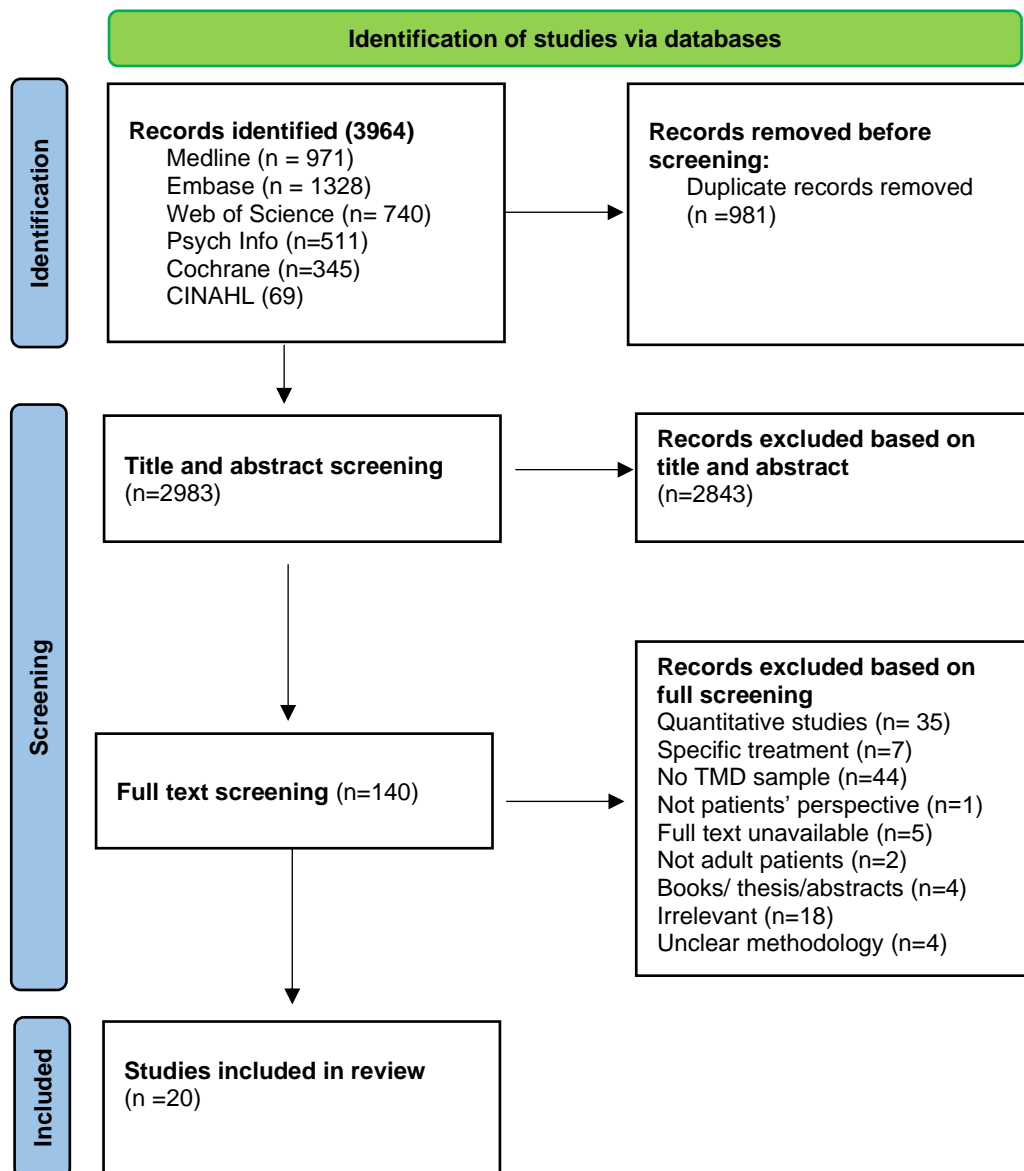 Identification of studies via databases
Identification
Records identified (3964)
Medline (n = 971)
Embase (n = 1328)
Web of Science (n= 740)
Psych Info (n=511)
Cochrane (n=345)
CINAHL (69)
Records removed before
screening:
Duplicate records removed
(n =981)
Screening
Title and abstract screening
(n=2983)
Records excluded based on
title and abstract
(n=2843)
Full text screening (n=140)
Records excluded based on
full screening
Quantitative studies (n= 35)
Specific treatment (n=7)
No TMD sample (n=44)
Not patients’ perspective (n=1)
Full text unavailable (n=5)
Not adult patients (n=2)
Books/ thesis/abstracts (n=4)
Irrelevant (n=18)
Unclear methodology (n=4)
Included
Studies included in review
(n =20)